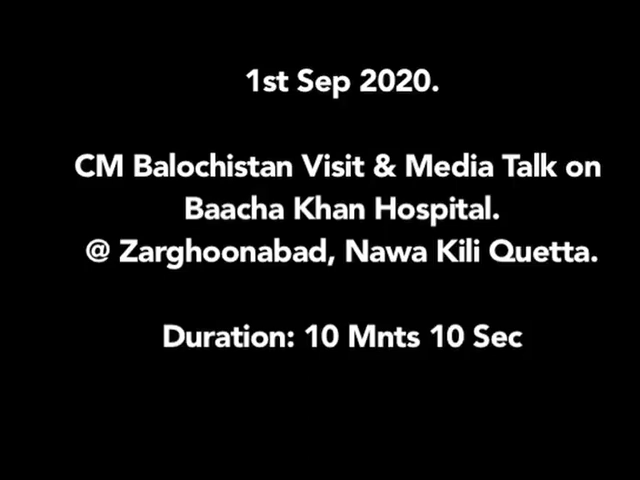 1st Sep 2020.
CM Balochistan Visit & Media Talk on
Baacha Khan Hospital.
@ Zarghoonabad, Nawa Kili Quetta.
Duration: 10 Mnts 10 Sec